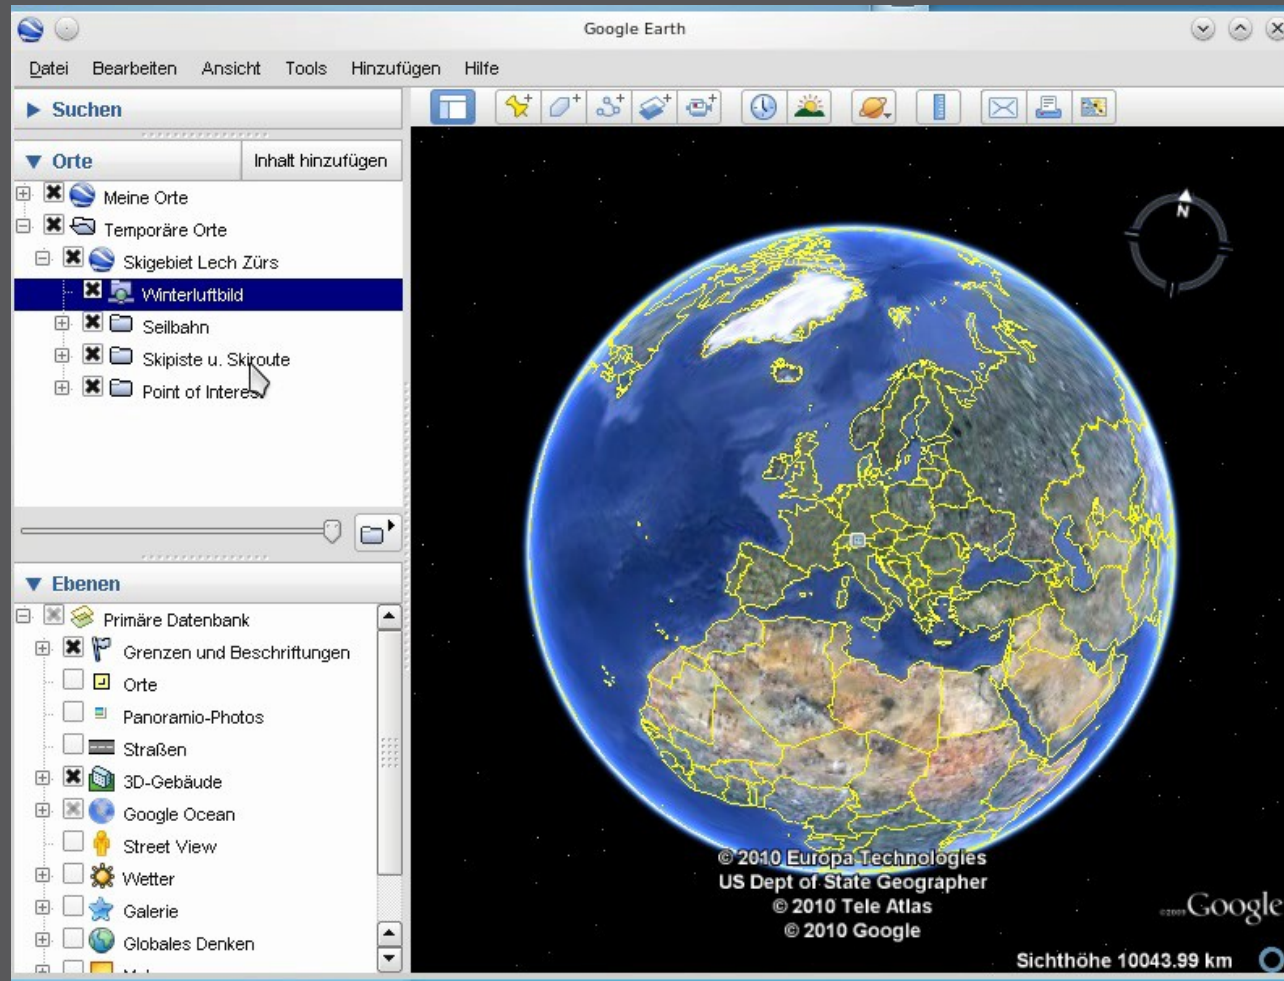 Google Earth
Datei Bearbeiten Ansicht Tools Hinzufügen Hilfe
Suchen
Orte Inhalt hinzufügen
Meine Orte
Temporäre Orte
Skigebiet Lech Zürs
Winterluftbild
Seilbahn
Skipiste u. Skiroute
Point of
Ebenen
Primäre Datenbank
Grenzen und Beschriftungen
Orte
Panoramio-Photos
Straßen
3D-Gebäude
Google Ocean
Street View
Wetter
Galerie
Globales Denken
N
© 2010 Europa Technologies
US Dept of State Geographer
© 2010 Tele Atlas
© 2010 Google
©2009 Google
Sichthöhe 10043.99 km